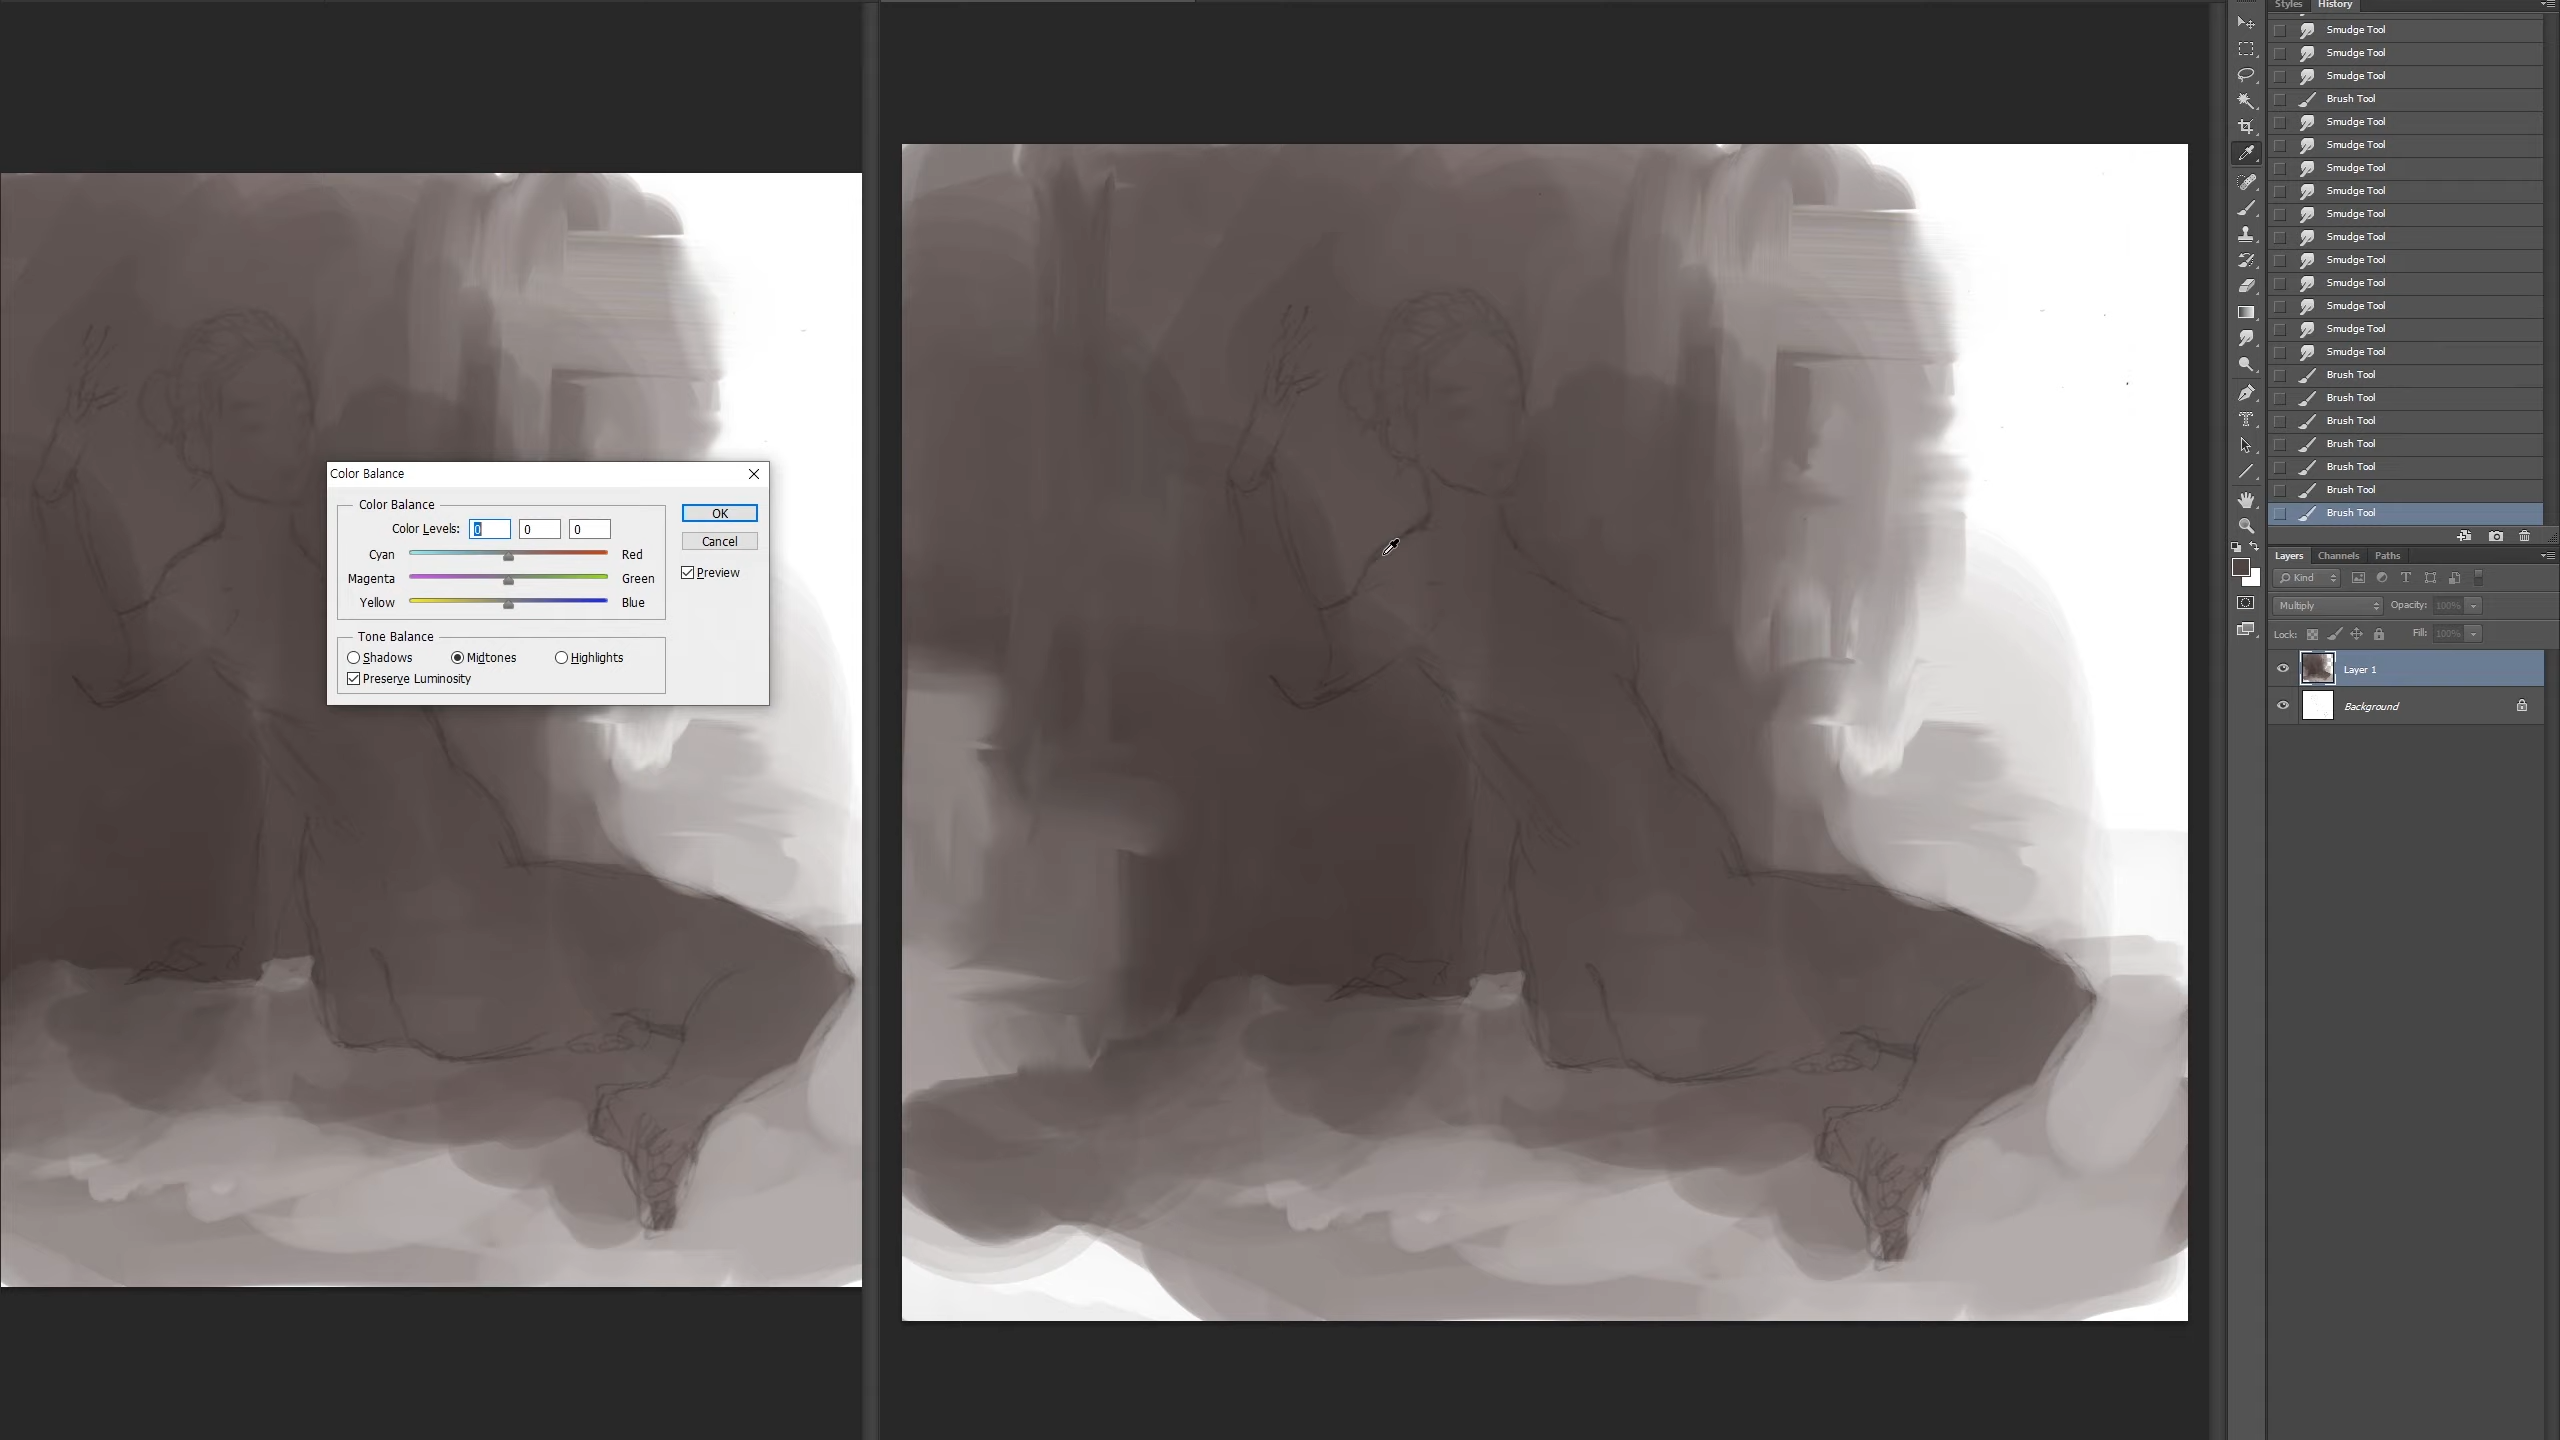 Styles History
Smudge Tool
Smudge Tool
Smudge Tool
Brush Tool
Smudge Tool
Smudge Tool
Smudge Tool
Smudge Tool
Smudge Tool
Smudge Tool
Smudge Tool
Smudge Tool
Smudge Tool
Smudge Tool
Smudge Tool
Brush Tool
Brush Tool
Brush Tool
Brush Tool
Brush Tool
Brush Tool
Brush Tool
Color Balance
Color Balance
Color Levels: 0 0 0
Cyan Red
Magenta Green
Yellow Blue
Tone Balance
Shadows Midtones Highlights
Preserve Luminosity
OK
Cancel
Preview
Layers Channels Paths
Kind
Multiply Opacity: 100%
Lock: Fill: 100%
Layer 1
Background